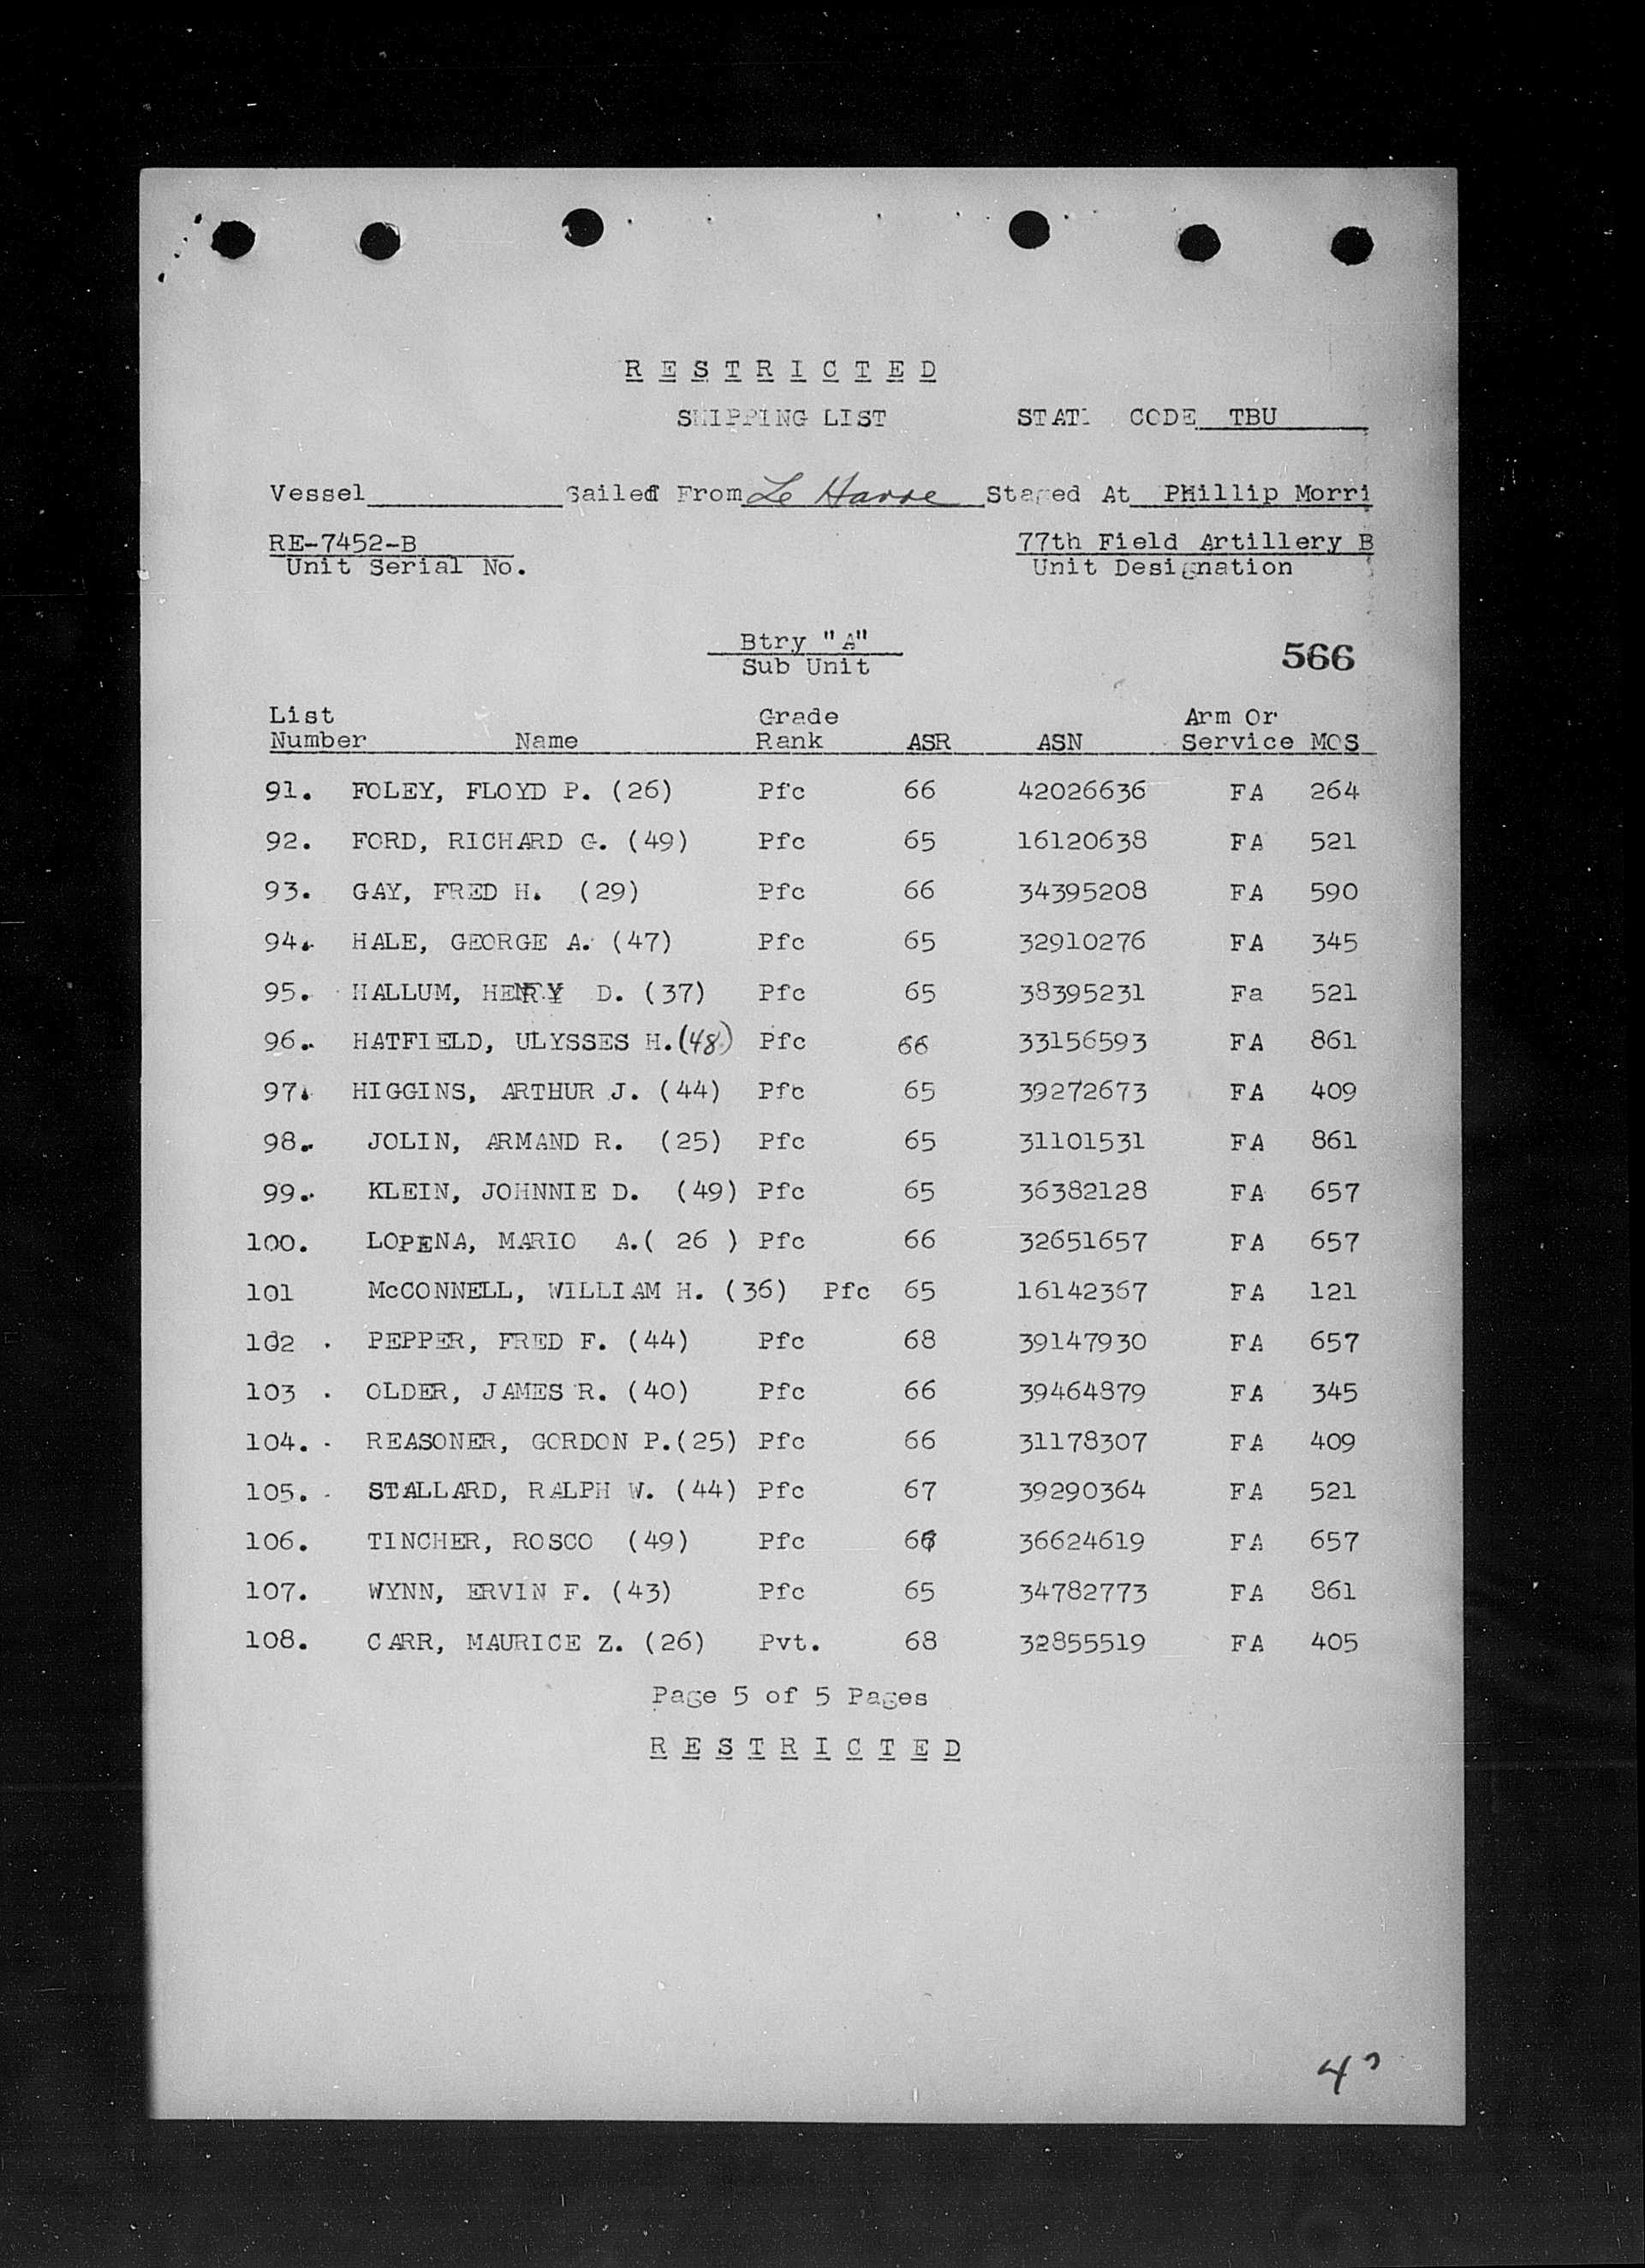 R E S T R I C T E D
SHIPPING LIST STAT. CODE TBU
Vessel Sailed From Le Havre Staged At PHillip Morri
RE-7452-B 77th Field Artillery B
Unit Serial No. Unit Designation
Btry "A"
Sub Unit 566
List Grade Arm Or
Number Name Rank ASR ASN Service MOS
91. FOLEY, FLOYD P. (26) Pfc 66 42026636 FA 264
92. FORD, RICHARD G. (49) Pfc 65 16120638 FA 521
93. GAY, FRED H. (29) Pfc 66 34395208 FA 590
94. HALE, GEORGE A. (47) Pfc 65 32910276 FA 345
95. HALLUM, HENRY D. (37) Pfc 65 38395231 Fa 521
96. HATFIELD, ULYSSES H. (48) Pfc 66 33156593 FA 861
97. HIGGINS, ARTHUR J. (44) Pfc 65 39272673 FA 409
98. JOLIN, ARMAND R. (25) Pfc 65 31101531 FA 861
99. KLEIN, JOHNNIE D. (49) Pfc 65 36382128 FA 657
100. LOPENA, MARIO A.( 26 ) Pfc 66 32651657 FA 657
101 McCONNELL, WILLIAM H. (36) Pfc 65 16142367 FA 121
102 . PEPPER, FRED F. (44) Pfc 68 39147930 FA 657
103 . OLDER, JAMES R. (40) Pfc 66 39464879 FA 345
104. REASONER, GORDON P.(25) Pfc 66 31178307 FA 409
105. STALLARD, RALPH W. (44) Pfc 67 39290364 FA 521
106. TINCHER, ROSCO (49) Pfc 36624619 FA 657
107. WYNN, ERVIN F. (43) Pfc 65 34782773 FA 861
108. CARR, MAURICE Z. (26) Pvt. 68 32855519 FA 405
Page 5 of 5 Pages
R E S T R I C T E D